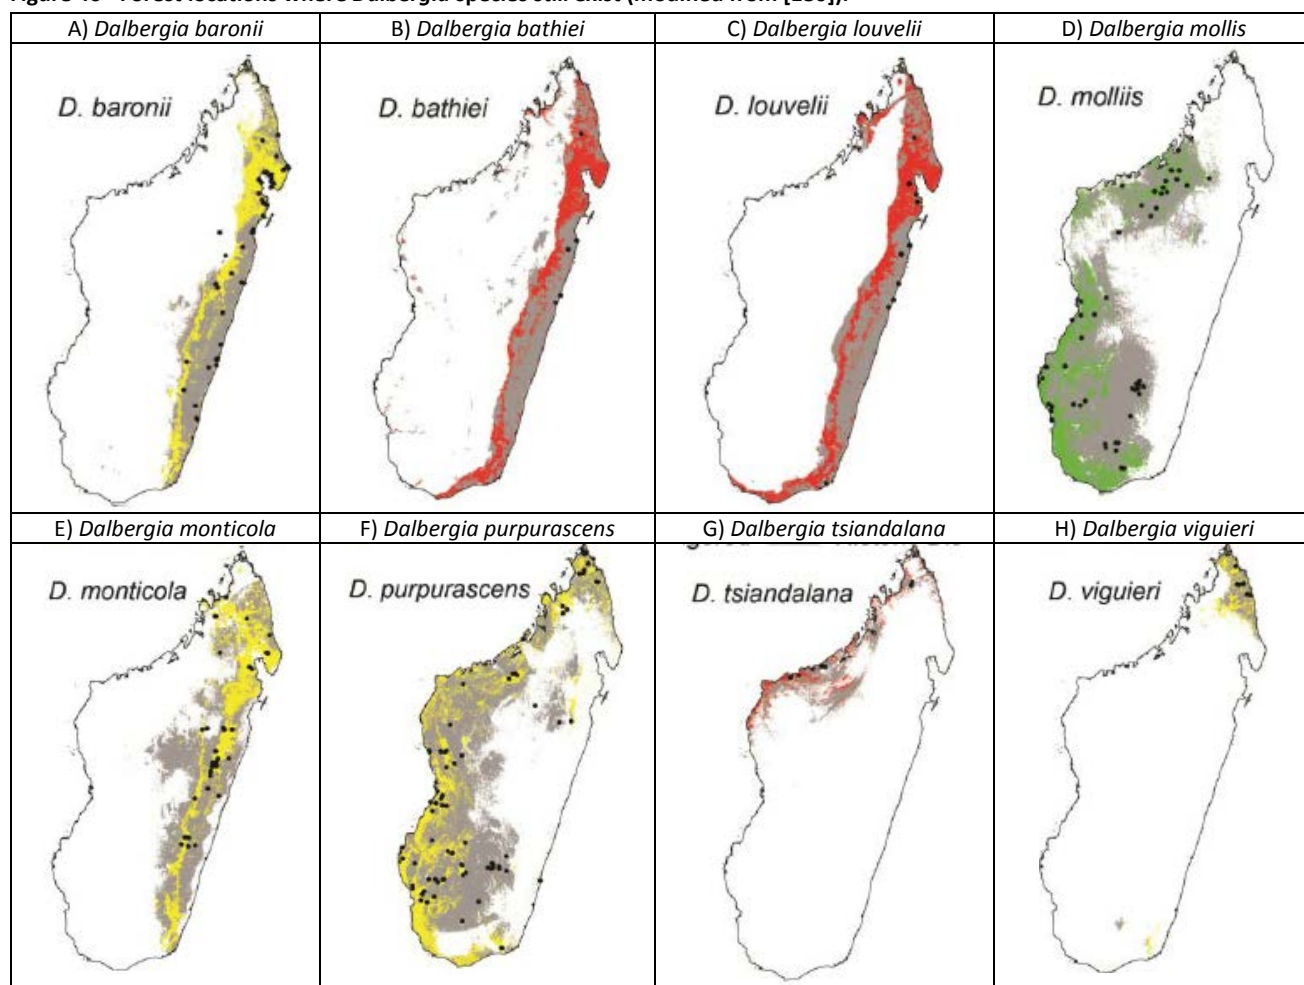 A) Dalbergia baronii
B) Dalbergia bathiei
C) Dalbergia louvelii
D) Dalbergia mollis
D. baronii
D. bathiei
D. louvelii
D. molliis
E) Dalbergia monticola
F) Dalbergia purpurascens
G) Dalbergia tsiandalana
H) Dalbergia viguieri
D. monticola
D. purpurascens
D. tsiandalana
D. viguieri